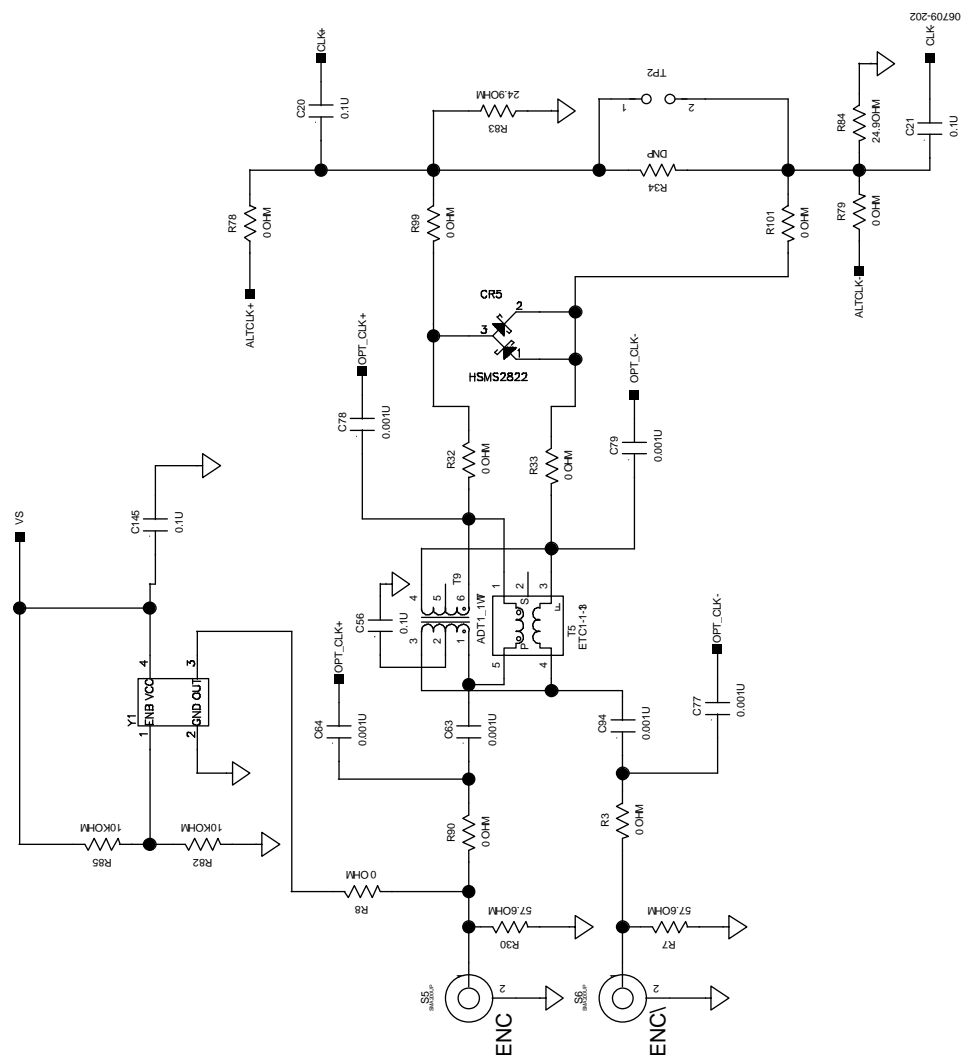 06709-202
CLK+
CLK-
C20
0.1U
24.9OHM
R83
TP2
1
2
R84
24.9OHM
C21
0.1U
R78
0 OHM
R99
0 OHM
DNP
R34
R101
0 OHM
R79
0 OHM
ALTCLK+
ALTCLK-
CR5
3
2
1
HSMS2822
OPT_CLK+
OPT_CLK-
C78
0.001U
R32
0 OHM
R33
0 OHM
C79
0.001U
VS
C145
0.1U
C56
0.1U
4
5
6
T9
3
2
1
ADT1_1WT
1
2
3
S
P
F
5
4
T5
ETC1-1-13
4
3
Y1
ENB VCC
GND OUT
1
2
OPT_CLK+
OPT_CLK-
C64
0.001U
C63
0.001U
C94
0.001U
C77
0.001U
10KOHM
R85
10KOHM
R82
R90
0 OHM
R3
0 OHM
0 OHM
R8
57.6OHM
R30
57.6OHM
R7
S5
1
2
ENC
S6
1
2
ENC\